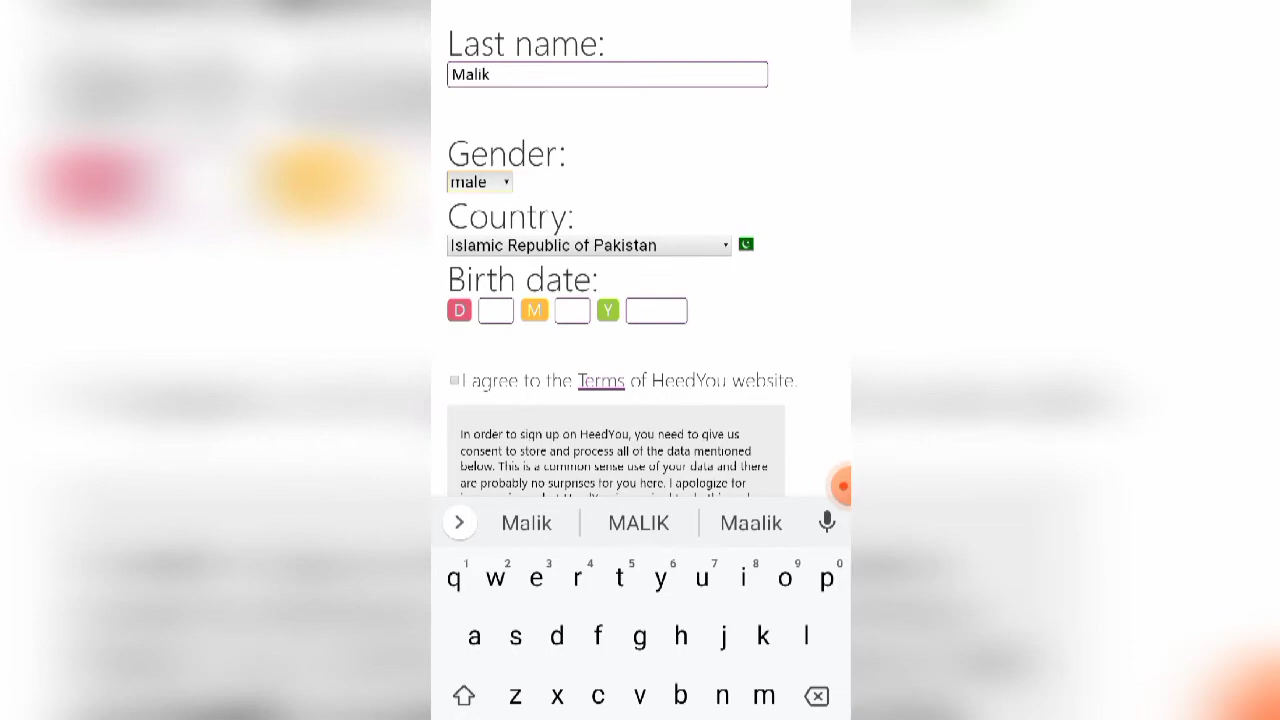 Last name:
Malik
Gender:
male
Country:
Islamic Republic of Pakistan
Birth date:
D M Y
I agree to the Terms of HeedYou website.
In order to sign up on HeedYou, you need to give us
consent to store and process all of the data mentioned
below. This is a common sense use of your data and there
are probably no surprises for you here. I apologize for
Malik MALIK Maalik
1 2 3 4 5 6 7 8 9 0
q w e r t y u i o p
a s d f g h j k l
z x c v b n m